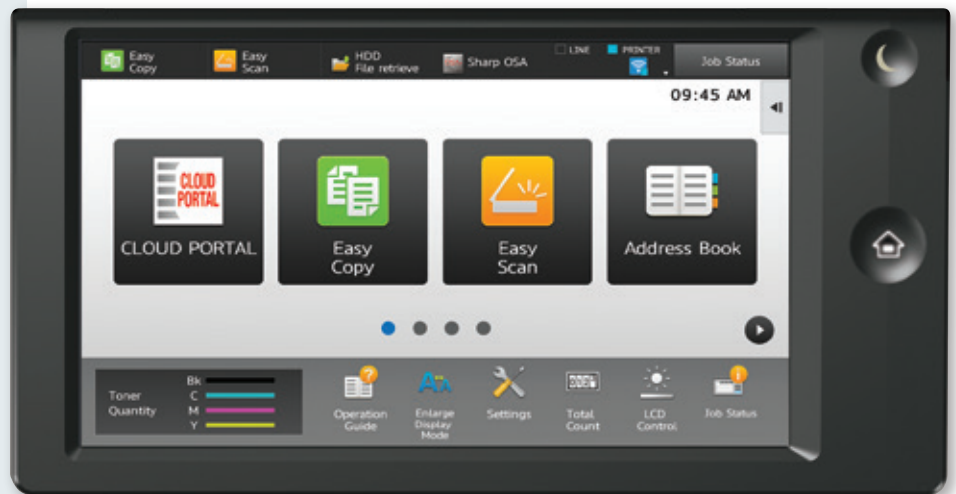 Easy
Copy
Easy
Scan
HDD
File retrieve
Sharp OSA
LINE
PRINTER
Job Status
09:45 AM
CLOUD
PORTAL
CLOUD PORTAL
Easy
Copy
Easy
Scan
Address Book
Toner
Quantity
Bk
C
M
Y
Operation
Guide
Enlarge
Display
Mode
Settings
Total
Count
LCD
Control
Job Status